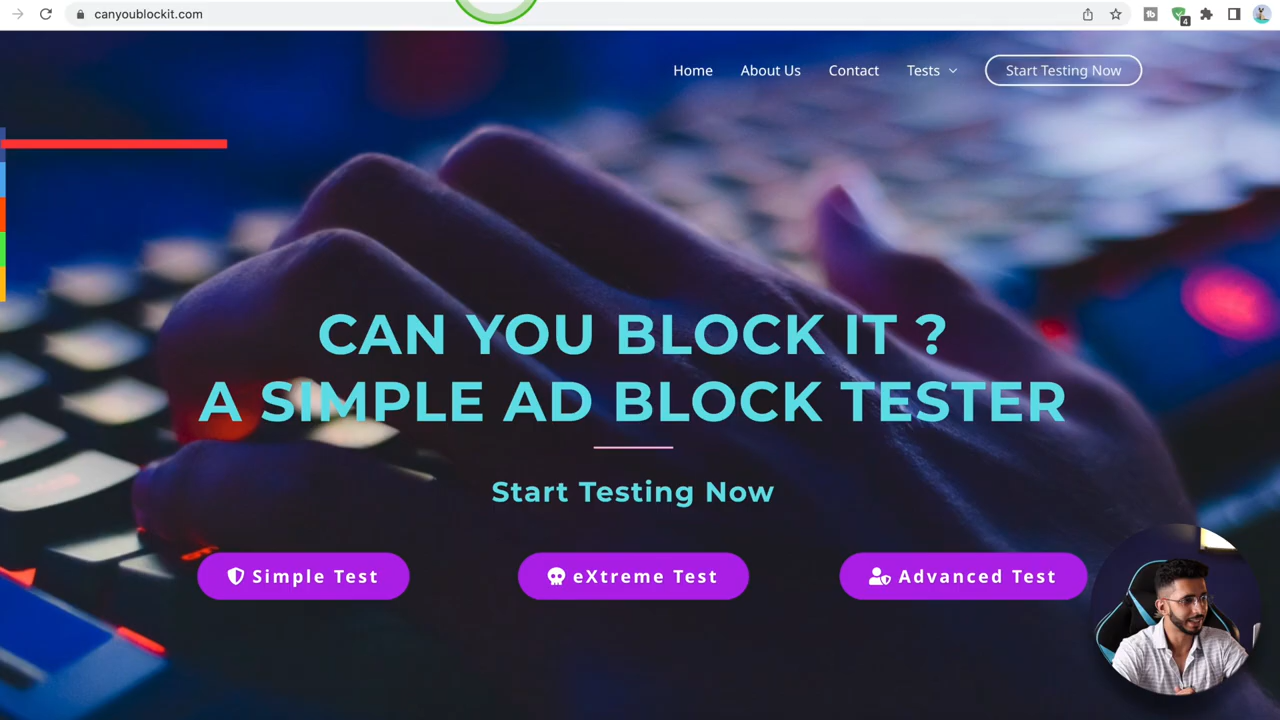 canyoublockit.com
4
Home About Us Contact Tests Start Testing Now
CAN YOU BLOCK IT ?
A SIMPLE AD BLOCK TESTER
Start Testing Now
Simple Test eXtreme Test Advanced Test